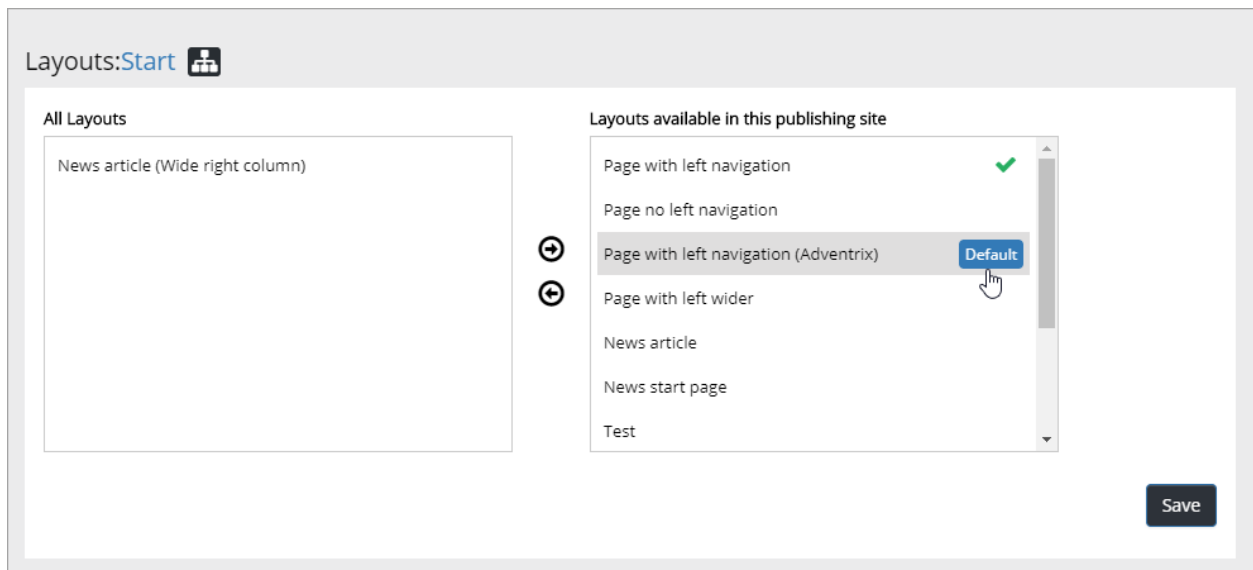 Layouts:Start
All Layouts
News article (Wide right column)
Layouts available in this publishing site
Page with left navigation
Page no left navigation
Page with left navigation (Adventrix)
Default
Page with left wider
News article
News start page
Test
Save